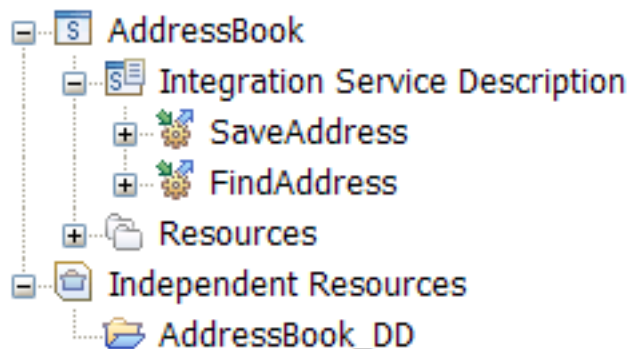 AddressBook
Integration Service Description
SaveAddress
FindAddress
Resources
Independent Resources
AddressBook_DD